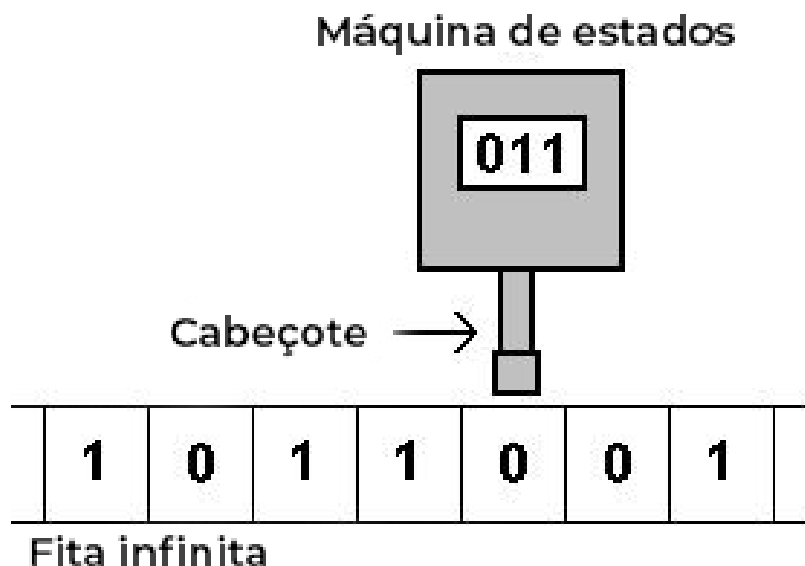 Máquina de estados
011
Cabeçote
1 0 1 1 0 0 1
Fita infinita